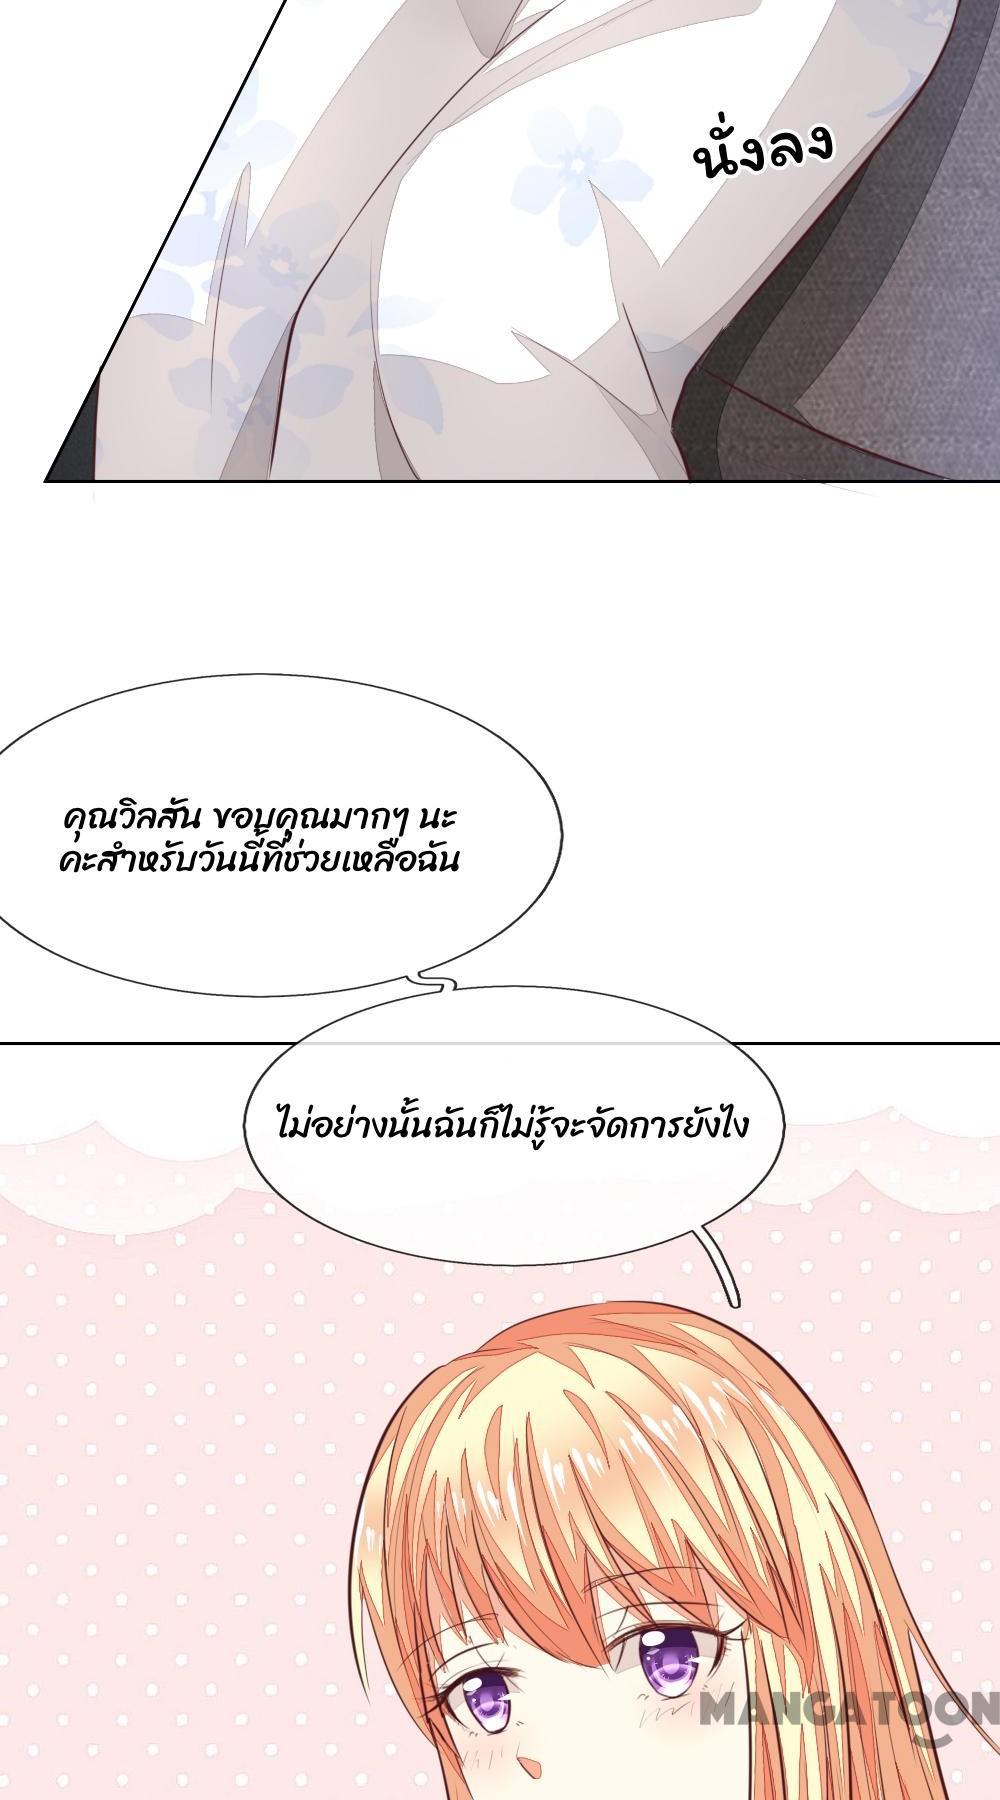 นั่งลง
คุณวิลสัน ขอบคุณมากๆ นะ
คะสำหรับวันนี้ที่ช่วยเหลือฉัน
ไม่อย่างนั้นฉันก็ไม่รู้จะจัดการยังไง
MANGATOON